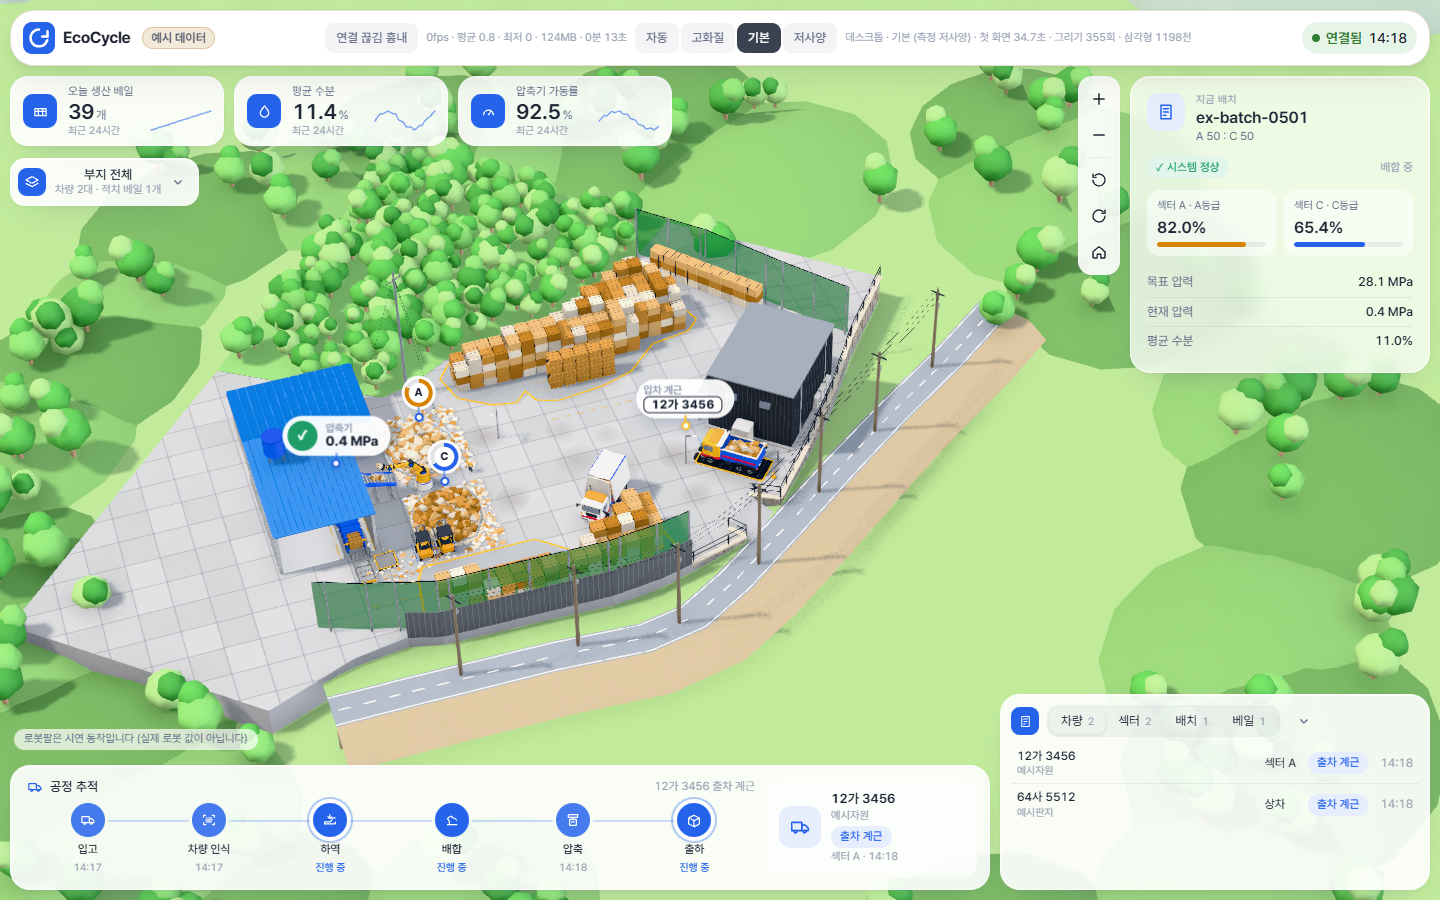 EcoCycle
예시 데이터
연결 끊김 흉내
0fps · 평균 0.8 · 최저 0 · 124MB · 0분 13초
자동
고화질
기본
저사양
데스크톱 · 기본 (측정 저사양) · 첫 화면 34.7초 · 그리기 355회 · 삼각형 1198천
연결됨 14:18
오늘 생산 베일
39개
최근 24시간
평균 수분
11.4%
최근 24시간
압축기 가동률
92.5%
최근 24시간
부지 전체
차량 2대 · 적치 베일 1개
지금 배치
ex-batch-0501
A 50 : C 50
✓ 시스템 정상
배합 중
섹터 A · A등급
82.0%
섹터 C · C등급
65.4%
목표 압력
28.1 MPa
현재 압력
0.4 MPa
평균 수분
11.0%
A
압축기
0.4 MPa
C
입차 계근
12가 3456
로봇팔은 시연 동작입니다 (실제 로봇 값이 아닙니다)
공정 추적
12가 3456 출차 계근
입고
14:17
차량 인식
14:17
하역
진행 중
배합
진행 중
압축
14:18
출하
진행 중
12가 3456
예시자원
출차 계근
섹터 A · 14:18
차량 2
섹터 2
배치 1
베일 1
12가 3456
예시자원
섹터 A
출차 계근
14:18
64사 5512
예시판지
상차
출차 계근
14:18